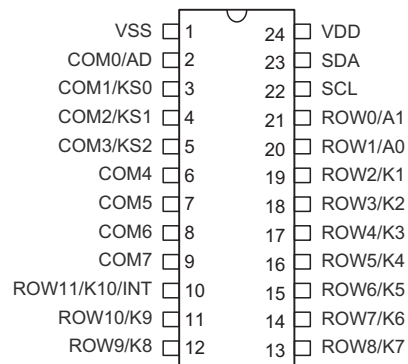 VSS 1 24 VDD
COM0/AD 2 23 SDA
COM1/KS0 3 22 SCL
COM2/KS1 4 21 ROW0/A1
COM3/KS2 5 20 ROW1/A0
COM4 6 19 ROW2/K1
COM5 7 18 ROW3/K2
COM6 8 17 ROW4/K3
COM7 9 16 ROW5/K4
ROW11/K10/INT 10 15 ROW6/K5
ROW10/K9 11 14 ROW7/K6
ROW9/K8 12 13 ROW8/K7